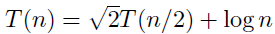 T(n) = √2T(n/2) + log n